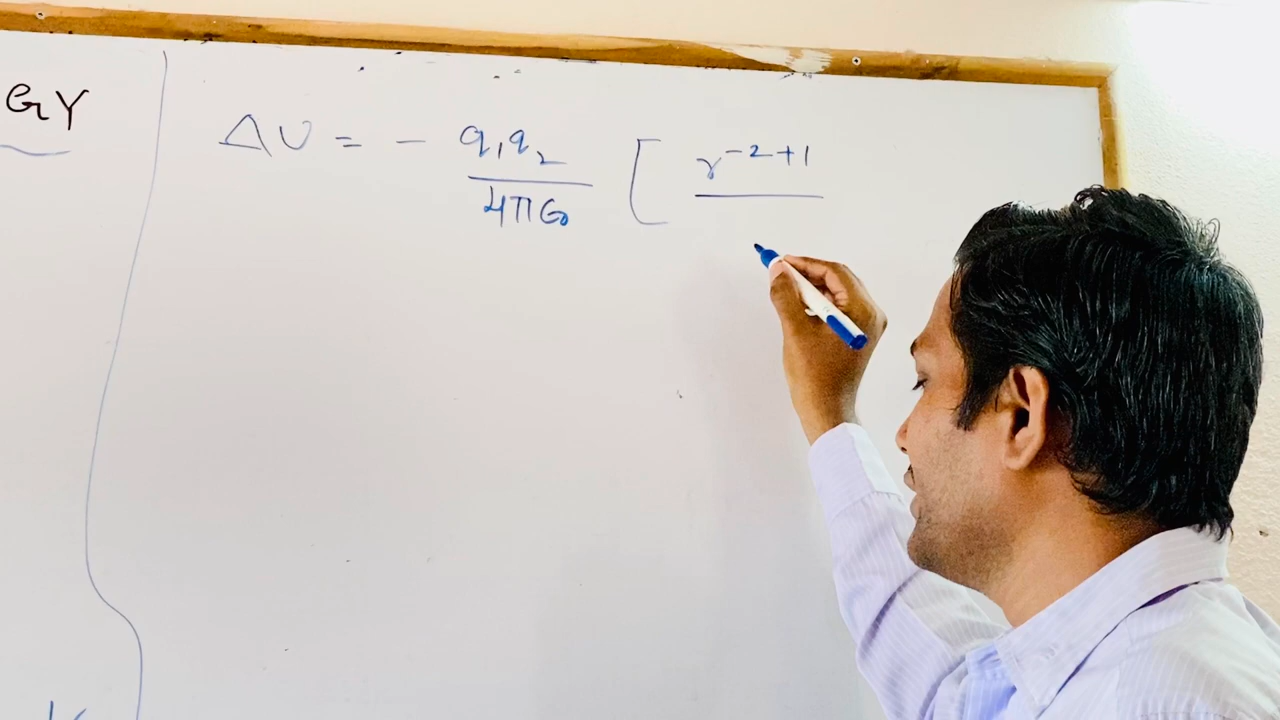 GY
ΔU = - q₁q₂ / 4πε₀ [ r⁻²⁺¹ /